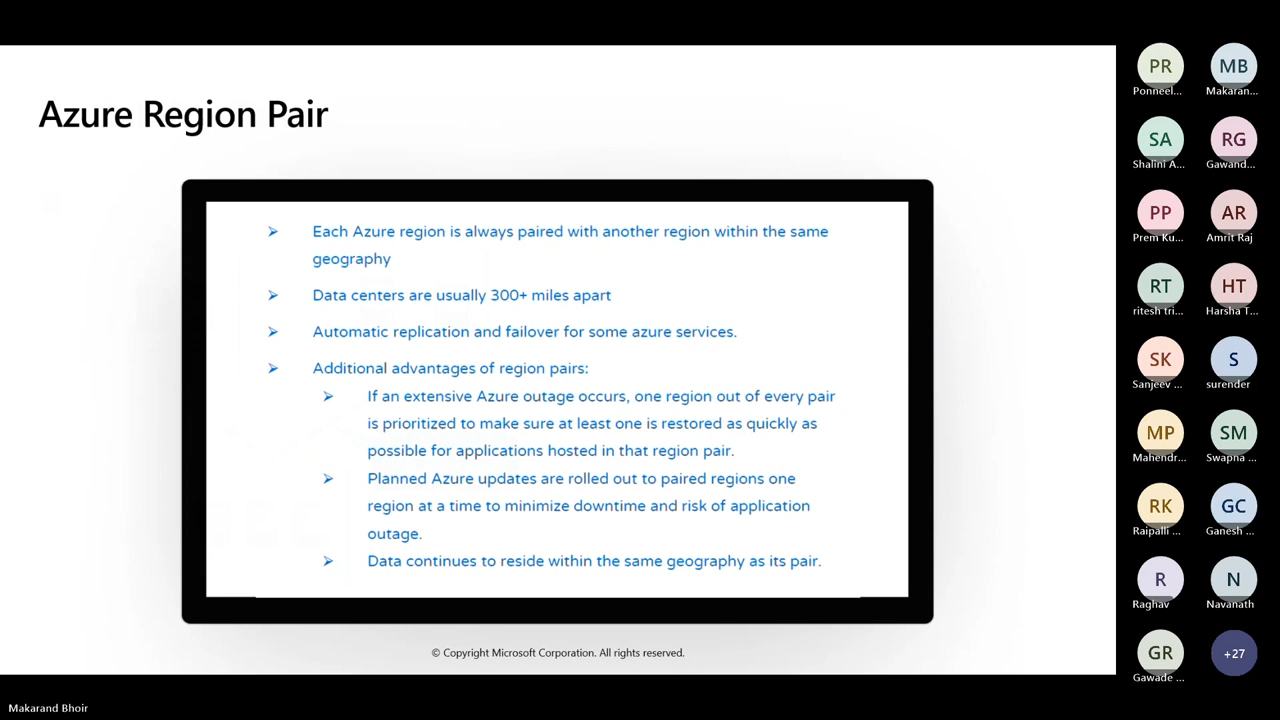 Azure Region Pair
➢ Each Azure region is always paired with another region within the same
geography
➢ Data centers are usually 300+ miles apart
➢ Automatic replication and failover for some azure services.
➢ Additional advantages of region pairs:
➢ If an extensive Azure outage occurs, one region out of every pair
is prioritized to make sure at least one is restored as quickly as
possible for applications hosted in that region pair.
➢ Planned Azure updates are rolled out to paired regions one
region at a time to minimize downtime and risk of application
outage.
➢ Data continues to reside within the same geography as its pair.
© Copyright Microsoft Corporation. All rights reserved.
PR MB
Ponneel... Makaran...
SA RG
Shalini A... Gawand...
PP AR
Prem Ku... Amrit Raj
RT HT
ritesh tri... Harsha T...
SK S
Sanjeev ... surender
MP SM
Mahendr... Swapna ...
RK GC
Raipalli ... Ganesh ...
R N
Raghav Navanath
GR +27
Gawade ...
Makarand Bhoir